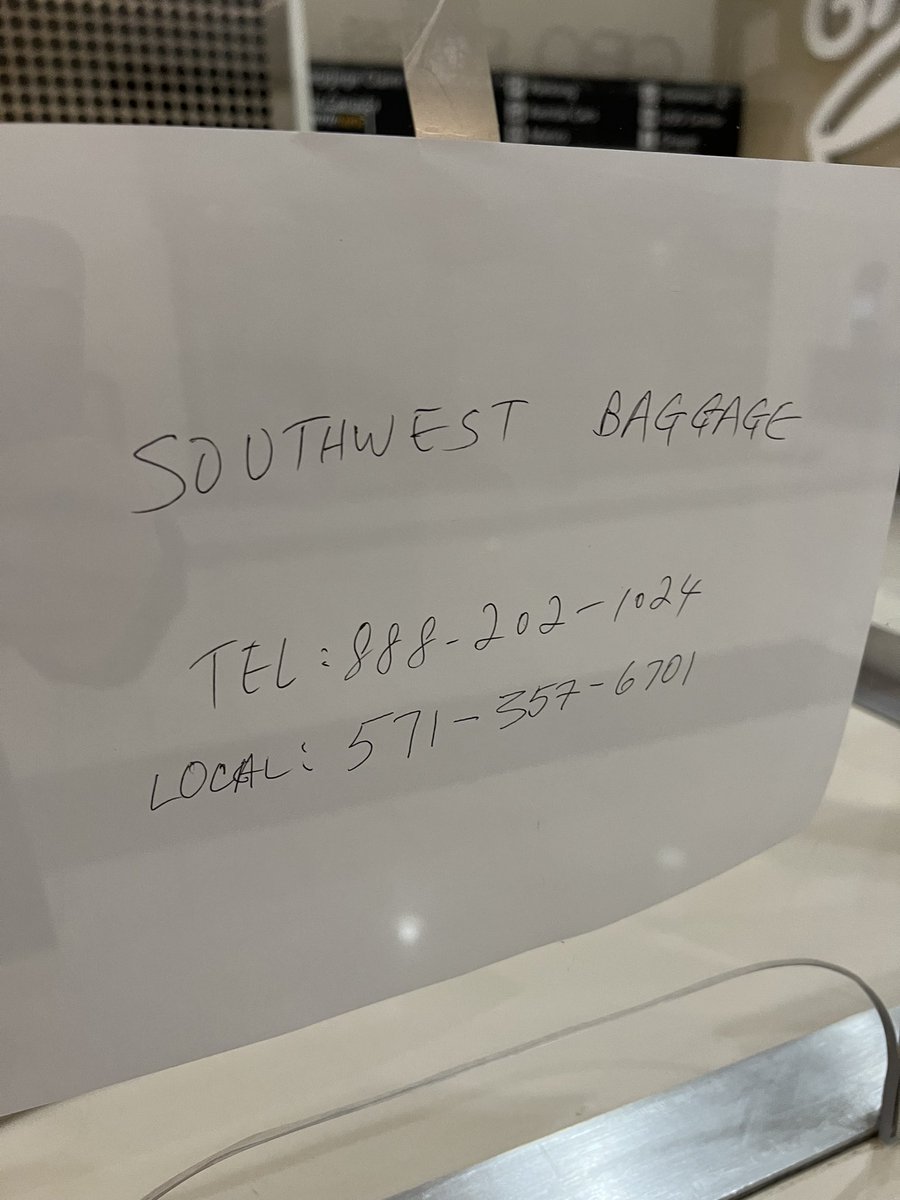 SOUTHWEST BAGGAGE
TEL: 888-202-1024
LOCAL: 571-357-6701